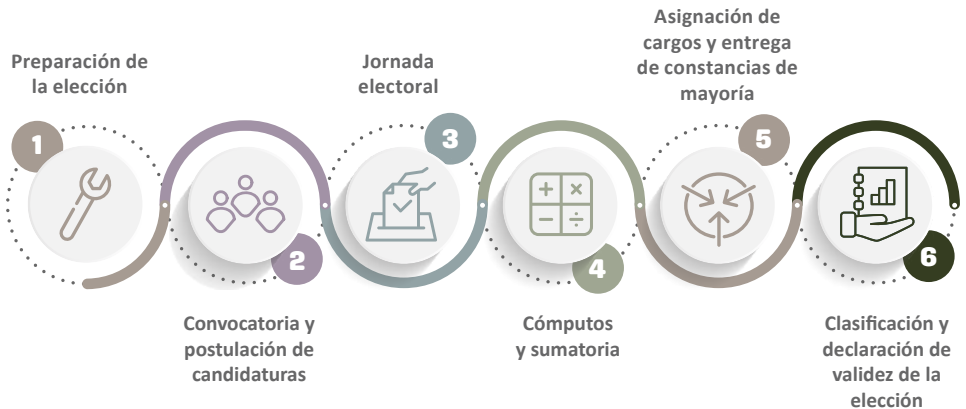 1
Preparación de
la elección
2
Convocatoria y
postulación de
candidaturas
3
Jornada
electoral
4
Cómputos
y sumatoria
5
Asignación de
cargos y entrega
de constancias de
mayoría
6
Clasificación y
declaración de
validez de la
elección